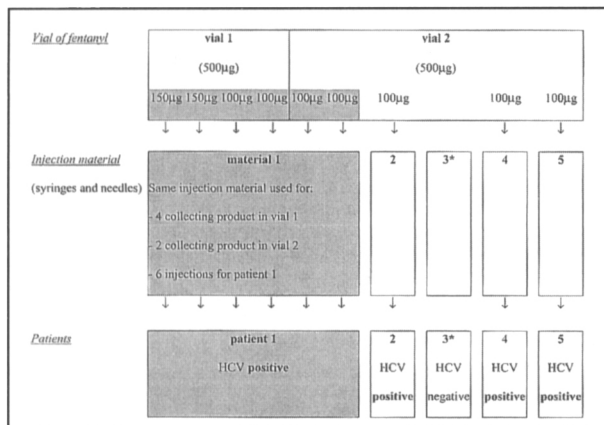 Vial of fentanyl vial 1 vial 2
(500µg) (500µg)
150µg 150µg 100µg 100µg 100µg 100µg 100µg 100µg 100µg
↓ ↓ ↓ ↓ ↓ ↓ ↓ ↓ ↓
Injection material material 1 2 3* 4 5
(syringes and needles) Same injection material used for:
- 4 collecting product in vial 1
- 2 collecting product in vial 2
- 6 injections for patient 1
↓ ↓ ↓ ↓ ↓ ↓ ↓ ↓ ↓
Patients patient 1 2 3* 4 5
HCV positive HCV HCV HCV HCV
positive negative positive positive